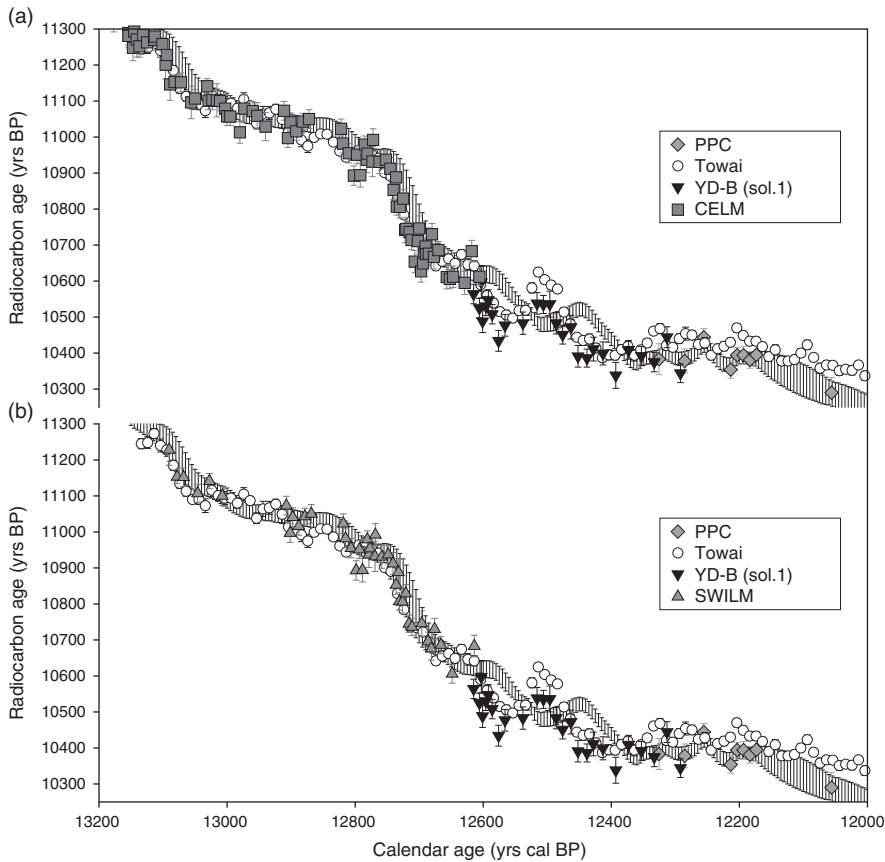 (a)
11300
11200
11100
11000
10900
10800
10700
10600
10500
10400
10300
Radiocarbon age (yrs BP)
PPC
Towai
YD-B (sol.1)
CELM
(b)
11300
11200
11100
11000
10900
10800
10700
10600
10500
10400
10300
Radiocarbon age (yrs BP)
PPC
Towai
YD-B (sol.1)
SWILM
13200 13000 12800 12600 12400 12200 12000
Calendar age (yrs cal BP)